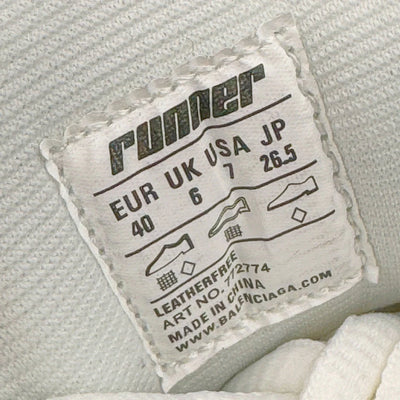 runner
EUR UK USA JP
40 6 7 26.5
LEATHERFREE
ART NO. 772774
MADE IN CHINA
WWW.BALENCIAGA.COM